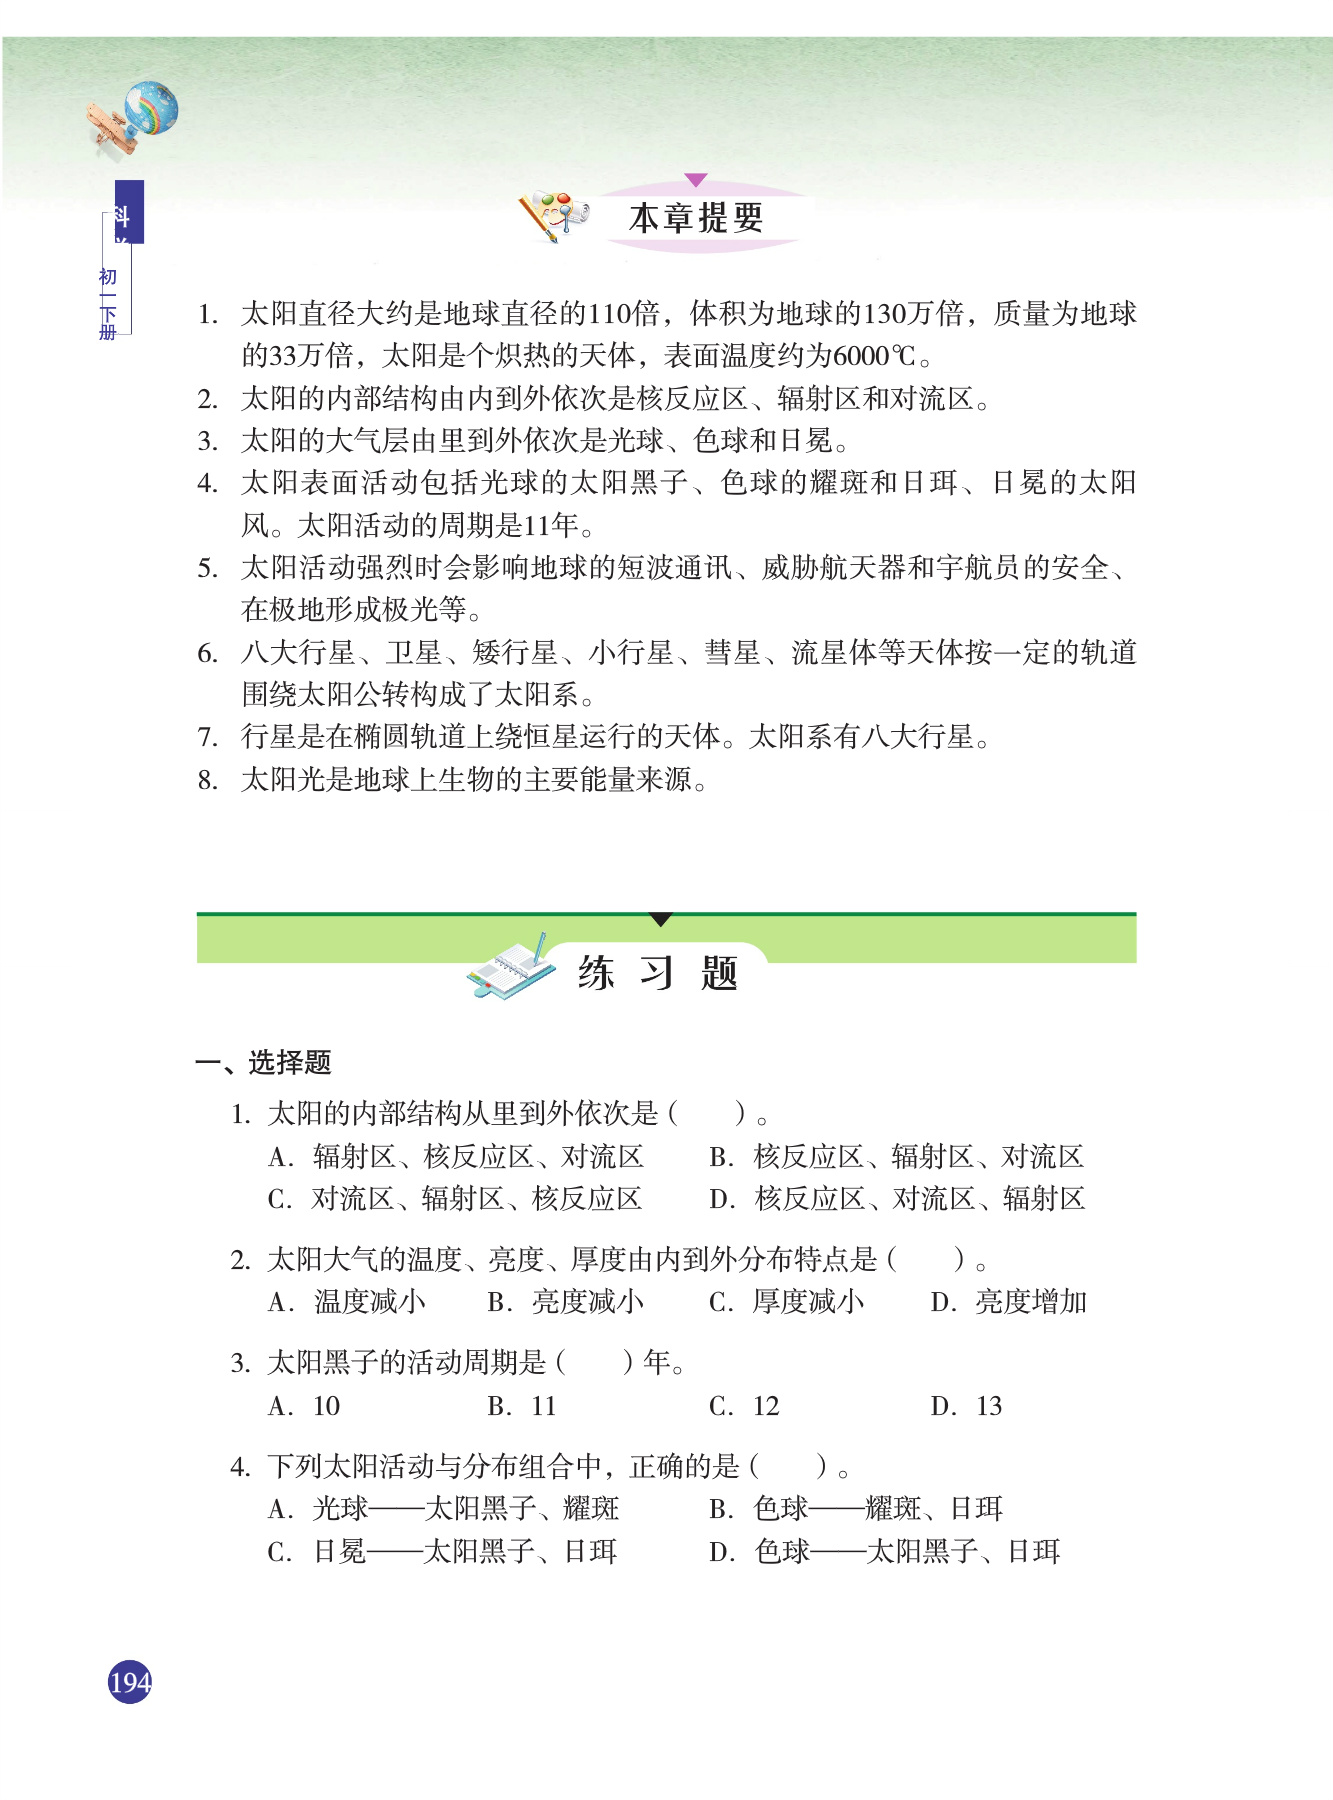 科
初一下册
本章提要
1. 太阳直径大约是地球直径的110倍，体积为地球的130万倍，质量为地球
的33万倍，太阳是个炽热的天体，表面温度约为6000℃。
2. 太阳的内部结构由内到外依次是核反应区、辐射区和对流区。
3. 太阳的大气层由里到外依次是光球、色球和日冕。
4. 太阳表面活动包括光球的太阳黑子、色球的耀斑和日珥、日冕的太阳
风。太阳活动的周期是11年。
5. 太阳活动强烈时会影响地球的短波通讯、威胁航天器和宇航员的安全、
在极地形成极光等。
6. 八大行星、卫星、矮行星、小行星、彗星、流星体等天体按一定的轨道
围绕太阳公转构成了太阳系。
7. 行星是在椭圆轨道上绕恒星运行的天体。太阳系有八大行星。
8. 太阳光是地球上生物的主要能量来源。
练 习 题
一、选择题
1. 太阳的内部结构从里到外依次是（　　）。
A. 辐射区、核反应区、对流区 B. 核反应区、辐射区、对流区
C. 对流区、辐射区、核反应区 D. 核反应区、对流区、辐射区
2. 太阳大气的温度、亮度、厚度由内到外分布特点是（　　）。
A. 温度减小 B. 亮度减小 C. 厚度减小 D. 亮度增加
3. 太阳黑子的活动周期是（　　）年。
A. 10 B. 11 C. 12 D. 13
4. 下列太阳活动与分布组合中，正确的是（　　）。
A. 光球——太阳黑子、耀斑 B. 色球——耀斑、日珥
C. 日冕——太阳黑子、日珥 D. 色球——太阳黑子、日珥
194